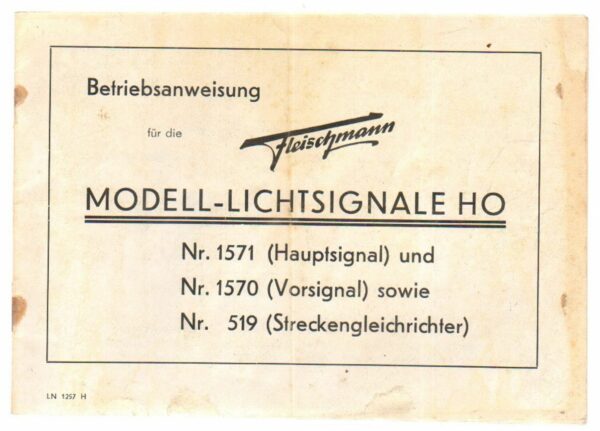 Betriebsanweisung
für die
Fleischmann
MODELL-LICHTSIGNALE HO
Nr. 1571 (Hauptsignal) und
Nr. 1570 (Vorsignal) sowie
Nr. 519 (Streckengleichrichter)
LN 1257 H